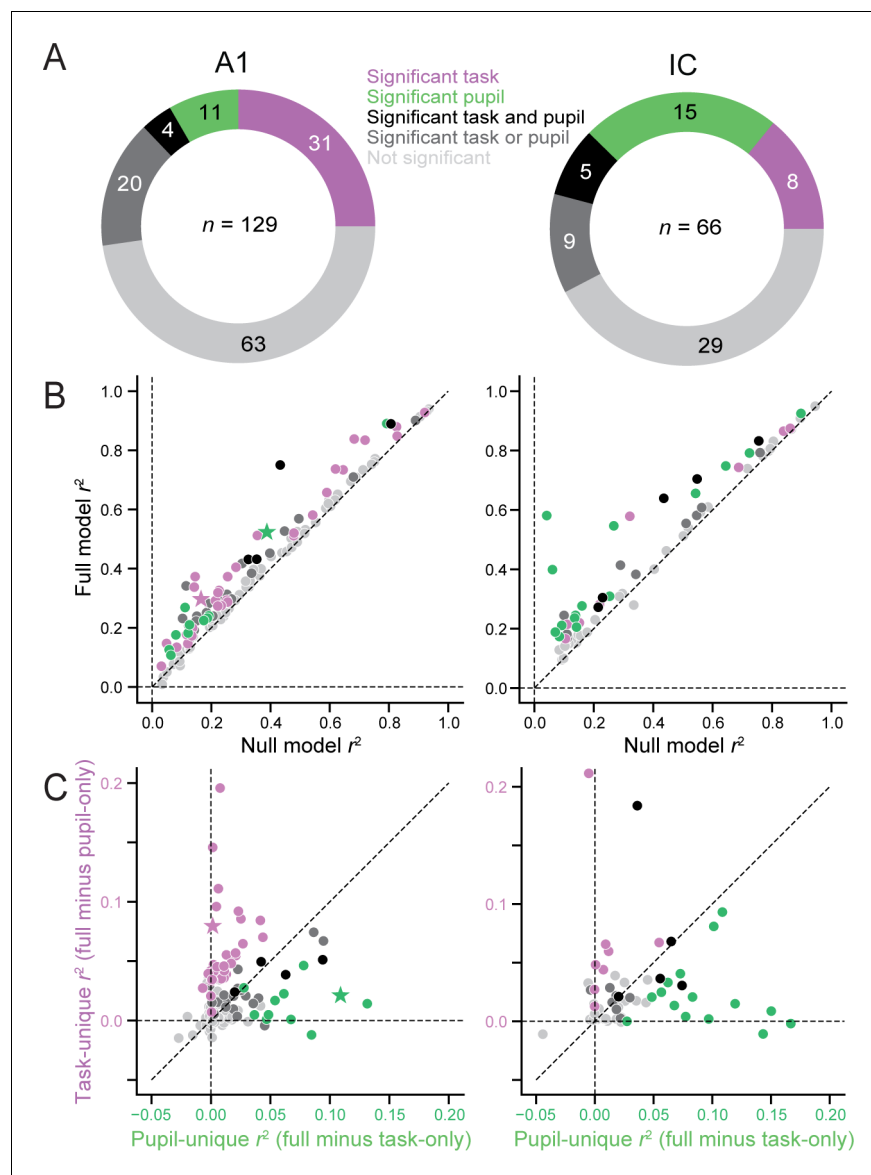 A
A1
IC
Significant task
Significant pupil
Significant task and pupil
Significant task or pupil
Not significant
11
31
4
20
n = 129
63
15
8
5
9
n = 66
29
B
Full model r²
1.0
0.8
0.6
0.4
0.2
0.0
0.0 0.2 0.4 0.6 0.8 1.0
Null model r²
1.0
0.8
0.6
0.4
0.2
0.0
0.0 0.2 0.4 0.6 0.8 1.0
Null model r²
C
Task-unique r² (full minus pupil-only)
0.2
0.1
0.0
−0.05 0.00 0.05 0.10 0.15 0.20
Pupil-unique r² (full minus task-only)
0.2
0.1
0.0
−0.05 0.00 0.05 0.10 0.15 0.20
Pupil-unique r² (full minus task-only)